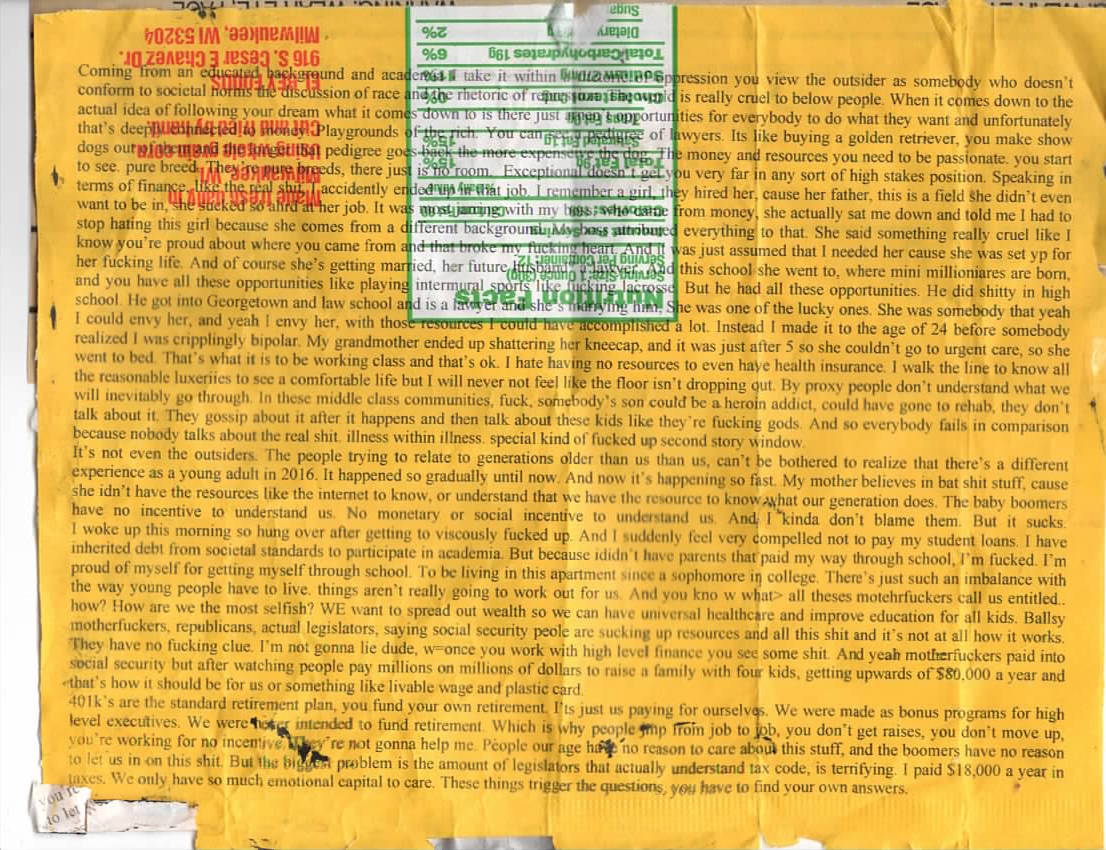 WARNING: WEAR EYE, FACE
916 S. Cesar E Chavez Dr.
Milwaukee, WI 53204
EL REY FOODS
Nutrition Facts
Serving Per Container: 12
Total Fat 9g 15%
Total Carbohydrates 19g 6%
Dietary 2%
Suga
Coming from an educated background and academia I take it within oppression you view the outsider as somebody who doesn't
conform to societal norms the discussion of race and the rhetoric of is really cruel to below people. When it comes down to the
actual idea of following your dream what it comes down to is there just aren't opportunities for everybody to do what they want and unfortunately
that's deeply connected to money. Playgrounds of the rich. You can see a pedigree of lawyers. Its like buying a golden retriever, you make show
dogs out of them and the longer that pedigree goes back the more expensive the dog. The money and resources you need to be passionate. you start
to see. pure breed. They're pure breeds, there just is no room. Exceptional doesn't get you very far in any sort of high stakes position. Speaking in
terms of finance, like the real shit, I accidently ended up in that job. I remember a girl, they hired her, cause her father, this is a field she didn't even
want to be in, she sucked so ahrd at her job. It was most jarring with my boss, who came from money, she actually sat me down and told me I had to
stop hating this girl because she comes from a different background. My boss attributed everything to that. She said something really cruel like I
know you're proud about where you came from and that broke my fucking heart. And it was just assumed that I needed her cause she was set yp for
her fucking life. And of course she's getting married, her future husband's a lawyer. And this school she went to, where mini millioniares are born,
and you have all these opportunities like playing intermural sports like fucking lacrosse. But he had all these opportunities. He did shitty in high
school. He got into Georgetown and law school and is a lawyer and she's marrying him. She was one of the lucky ones. She was somebody that yeah
I could envy her, and yeah I envy her, with those resources I could have accomplished a lot. Instead I made it to the age of 24 before somebody
realized I was cripplingly bipolar. My grandmother ended up shattering her kneecap, and it was just after 5 so she couldn't go to urgent care, so she
went to bed. That's what it is to be working class and that's ok. I hate having no resources to even have health insurance. I walk the line to know all
the reasonable luxeriies to see a comfortable life but I will never not feel like the floor isn't dropping out. By proxy people don't understand what we
will inevitably go through. In these middle class communities, fuck, somebody's son could be a heroin addict, could have gone to rehab, they don't
talk about it. They gossip about it after it happens and then talk about these kids like they're fucking gods. And so everybody fails in comparison
because nobody talks about the real shit. illness within illness. special kind of fucked up second story window.
It's not even the outsiders. The people trying to relate to generations older than us than us, can't be bothered to realize that there's a different
experience as a young adult in 2016. It happened so gradually until now. And now it's happening so fast. My mother believes in bat shit stuff, cause
she idn't have the resources like the internet to know, or understand that we have the resource to know what our generation does. The baby boomers
have no incentive to understand us. No monetary or social incentive to understand us. And I kinda don't blame them. But it sucks.
I woke up this morning so hung over after getting to viscously fucked up. And I suddenly feel very compelled not to pay my student loans. I have
inherited debt from societal standards to participate in academia. But because ididn't have parents that paid my way through school, I'm fucked. I'm
proud of myself for getting myself through school. To be living in this apartment since a sophomore in college. There's just such an imbalance with
the way young people have to live. things aren't really going to work out for us. And you kno w what> all theses motehrfuckers call us entitled..
how? How are we the most selfish? WE want to spread out wealth so we can have universal healthcare and improve education for all kids. Ballsy
motherfuckers, republicans, actual legislators, saying social security peole are sucking up resources and all this shit and it's not at all how it works.
They have no fucking clue. I'm not gonna lie dude, w=once you work with high level finance you see some shit. And yeah motherfuckers paid into
social security but after watching people pay millions on millions of dollars to raise a family with four kids, getting upwards of $80,000 a year and
that's how it should be for us or something like livable wage and plastic card.
401k's are the standard retirement plan, you fund your own retirement. I'ts just us paying for ourselves. We were made as bonus programs for high
level executives. We were never intended to fund retirement. Which is why people jmp from job to job, you don't get raises, you don't move up,
you're working for no incentive. They're not gonna help me. People our age have no reason to care about this stuff, and the boomers have no reason
to let us in on this shit. But the biggest problem is the amount of legislators that actually understand tax code, is terrifying. I paid $18,000 a year in
taxes. We only have so much emotional capital to care. These things trigger the questions, you have to find your own answers.
you're
to let